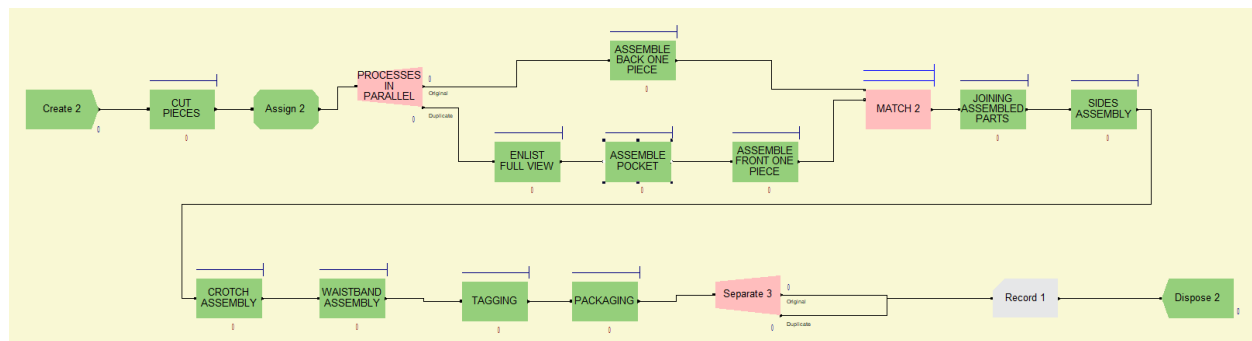 ASSEMBLE
BACK ONE
PIECE
PROCESSES
IN
PARALLEL
Original
Duplicate
Create 2
CUT
PIECES
Assign 2
MATCH 2
JOINING
ASSEMBLED
PARTS
SIDES
ASSEMBLY
ENLIST
FULL VIEW
ASSEMBLE
POCKET
ASSEMBLE
FRONT ONE
PIECE
CROTCH
ASSEMBLY
WAISTBAND
ASSEMBLY
TAGGING
PACKAGING
Separate 3
Original
Duplicate
Record 1
Dispose 2